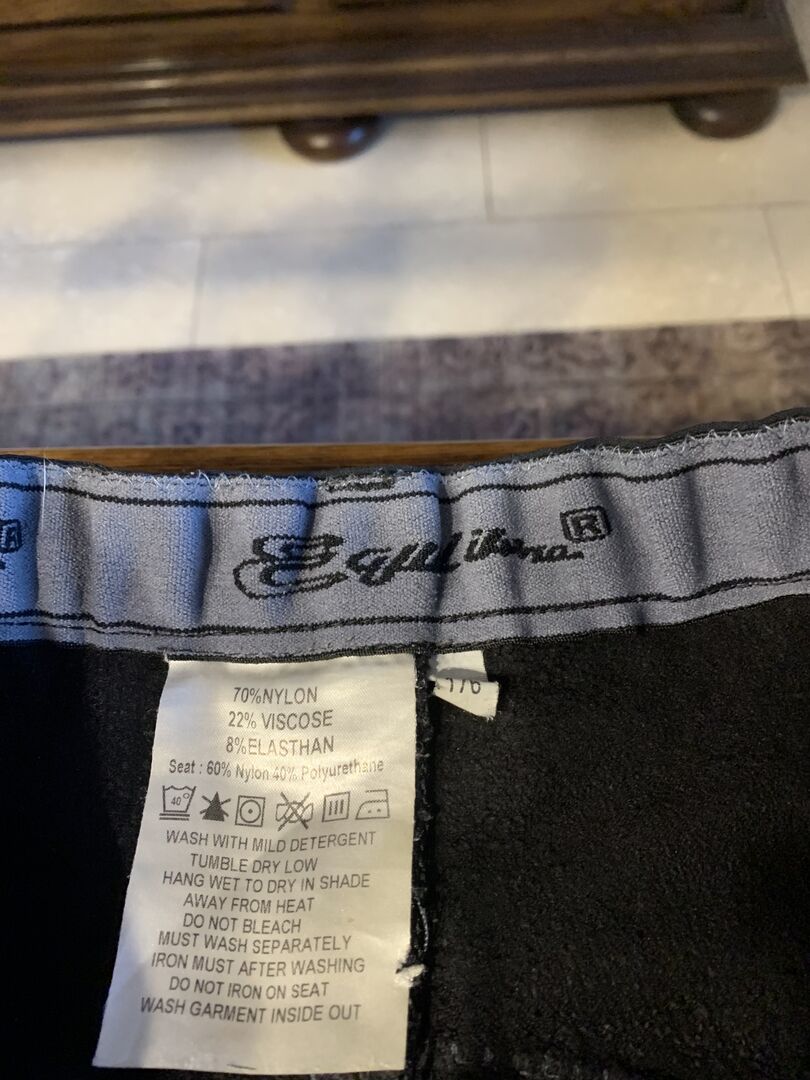 R
70%NYLON
22% VISCOSE
8%ELASTHAN
Seat : 60% Nylon 40% Polyurethane
40°
WASH WITH MILD DETERGENT
TUMBLE DRY LOW
HANG WET TO DRY IN SHADE
AWAY FROM HEAT
DO NOT BLEACH
MUST WASH SEPARATELY
IRON MUST AFTER WASHING
DO NOT IRON ON SEAT
WASH GARMENT INSIDE OUT